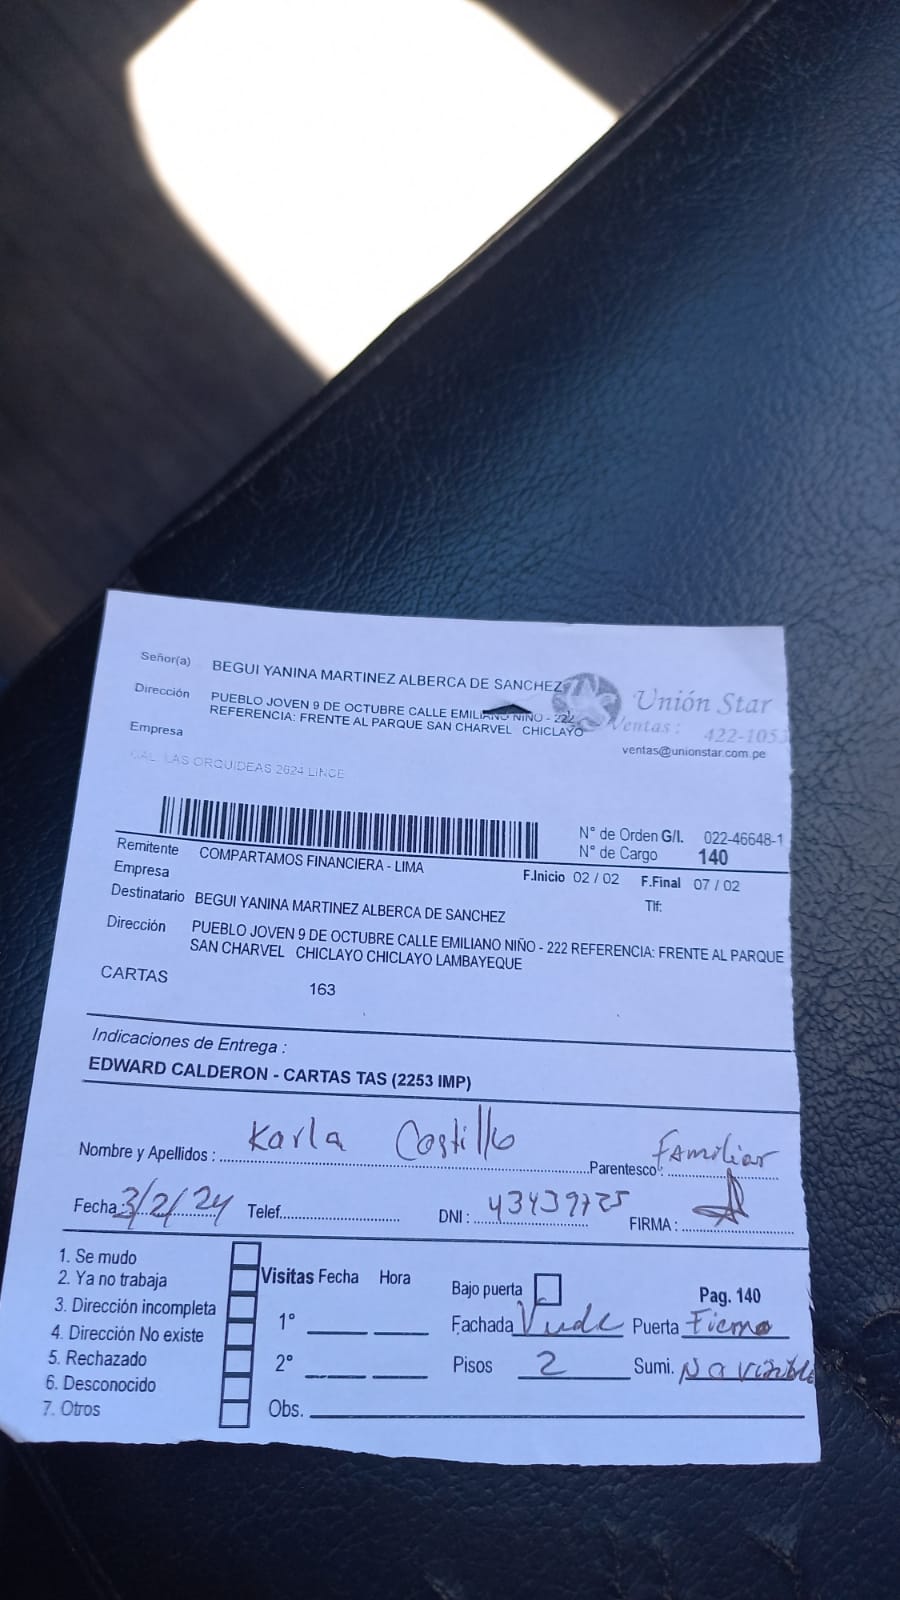 Señor(a) BEGUI YANINA MARTINEZ ALBERCA DE SANCHEZ
Unión Star
Dirección PUEBLO JOVEN 9 DE OCTUBRE CALLE EMILIANO NIÑO - 222
REFERENCIA: FRENTE AL PARQUE SAN CHARVEL CHICLAYO
Ventas: 422-105
Empresa
ventas@unionstar.com.pe
CAL. LAS ORQUIDEAS 2624 LINCE
N° de Orden G/I. 022-46648-1
N° de Cargo 140
Remitente COMPARTAMOS FINANCIERA - LIMA
F.Inicio 02 / 02 F.Final 07 / 02
Empresa
Tlf:
Destinatario BEGUI YANINA MARTINEZ ALBERCA DE SANCHEZ
Dirección PUEBLO JOVEN 9 DE OCTUBRE CALLE EMILIANO NIÑO - 222 REFERENCIA: FRENTE AL PARQUE
SAN CHARVEL CHICLAYO CHICLAYO LAMBAYEQUE
CARTAS 163
Indicaciones de Entrega :
EDWARD CALDERON - CARTAS TAS (2253 IMP)
Nombre y Apellidos : Karla Costillo Parentesco : FAmiliar
Fecha : 3/2/24 Telef. DNI : 43439725 FIRMA :
1. Se mudo
2. Ya no trabaja
3. Dirección incompleta
4. Dirección No existe
5. Rechazado
6. Desconocido
7. Otros
Visitas Fecha Hora
1°
2°
Obs.
Bajo puerta Pag. 140
Fachada Puerta
Pisos 2 Sumi. No visible